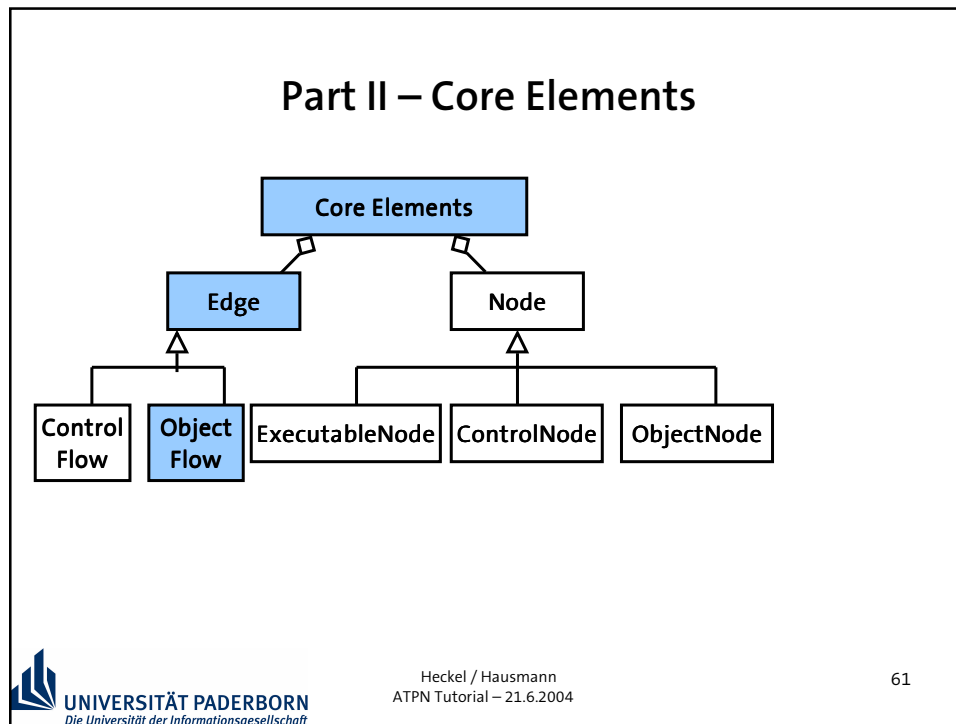 Part II – Core Elements
Core Elements
Edge
Node
Control
Flow
Object
Flow
ExecutableNode
ControlNode
ObjectNode
UNIVERSITÄT PADERBORN
Die Universität der Informationsgesellschaft
Heckel / Hausmann
ATPN Tutorial – 21.6.2004
61